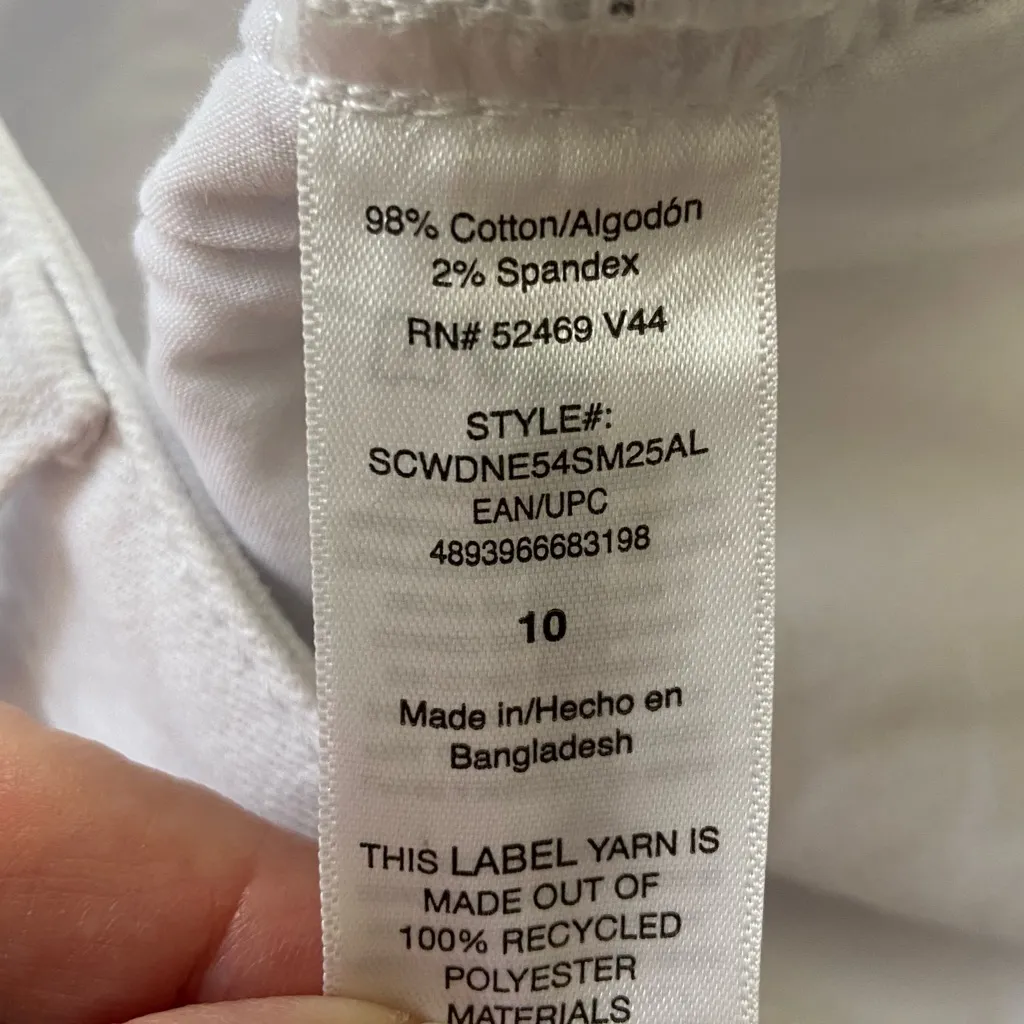 98% Cotton/Algodón
2% Spandex
RN# 52469 V44
STYLE#:
SCWDNE54SM25AL
EAN/UPC
4893966683198
10
Made in/Hecho en
Bangladesh
THIS LABEL YARN IS
MADE OUT OF
100% RECYCLED
POLYESTER
MATERIALS